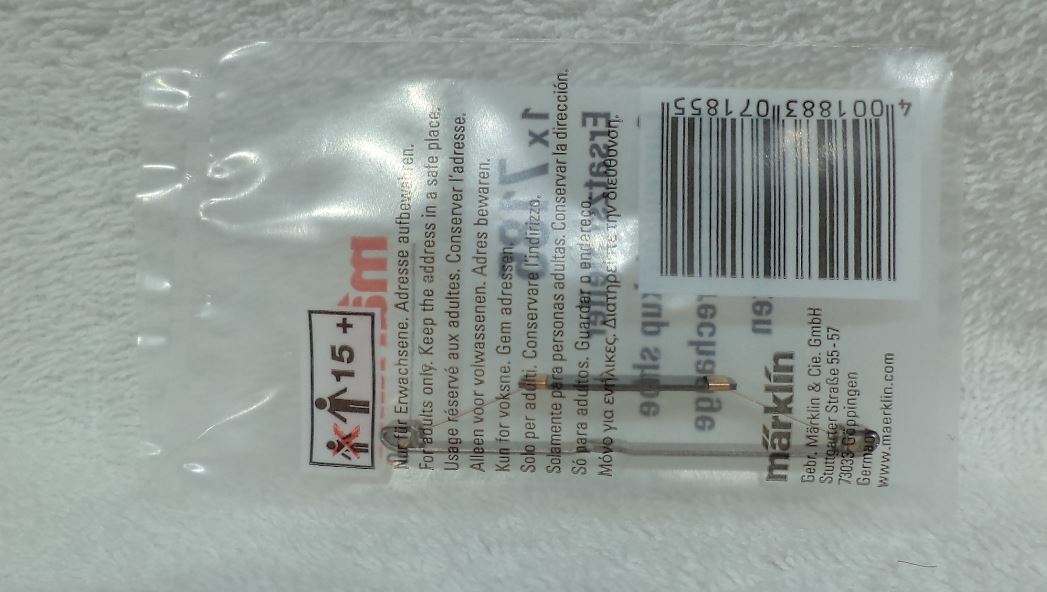 15 +
Nur für Erwachsene. Adresse aufbewahren.
For adults only. Keep the address in a safe place.
Usage réservé aux adultes. Conserver l'adresse.
Alleen voor volwassenen. Adres bewaren.
Kun for voksne. Gem adressen.
Solo per adulti. Conservare l'indirizzo.
Solamente para personas adultas. Conservar la dirección.
Só para adultos. Guardar o endereço.
Μόνο για ενήλικες. Διατηρείστε την διεύθυνση.
märklin
Gebr. Märklin & Cie. GmbH
Stuttgarter Straße 55-57
73033 Göppingen
Germany
www.maerklin.com
4 001883 071855
1x
rechange